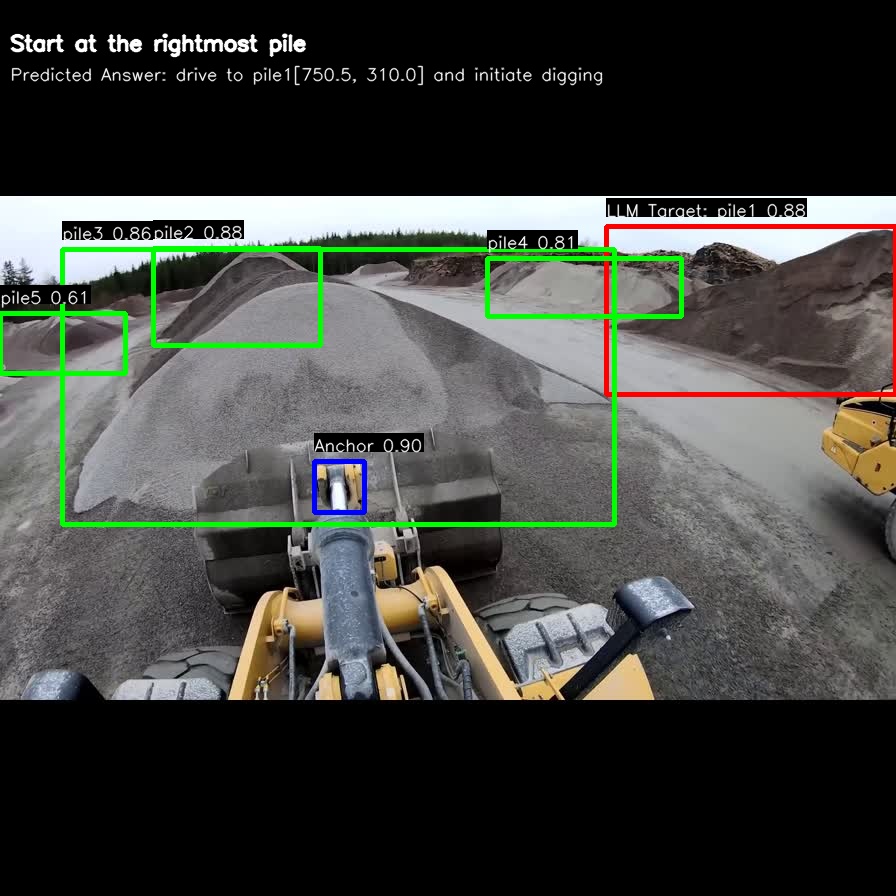 Start at the rightmost pile
Predicted Answer: drive to pile1[750.5, 310.0] and initiate digging
LLM Target: pile1 0.88
pile3 0.86
pile2 0.88
pile4 0.81
pile5 0.61
Anchor 0.90